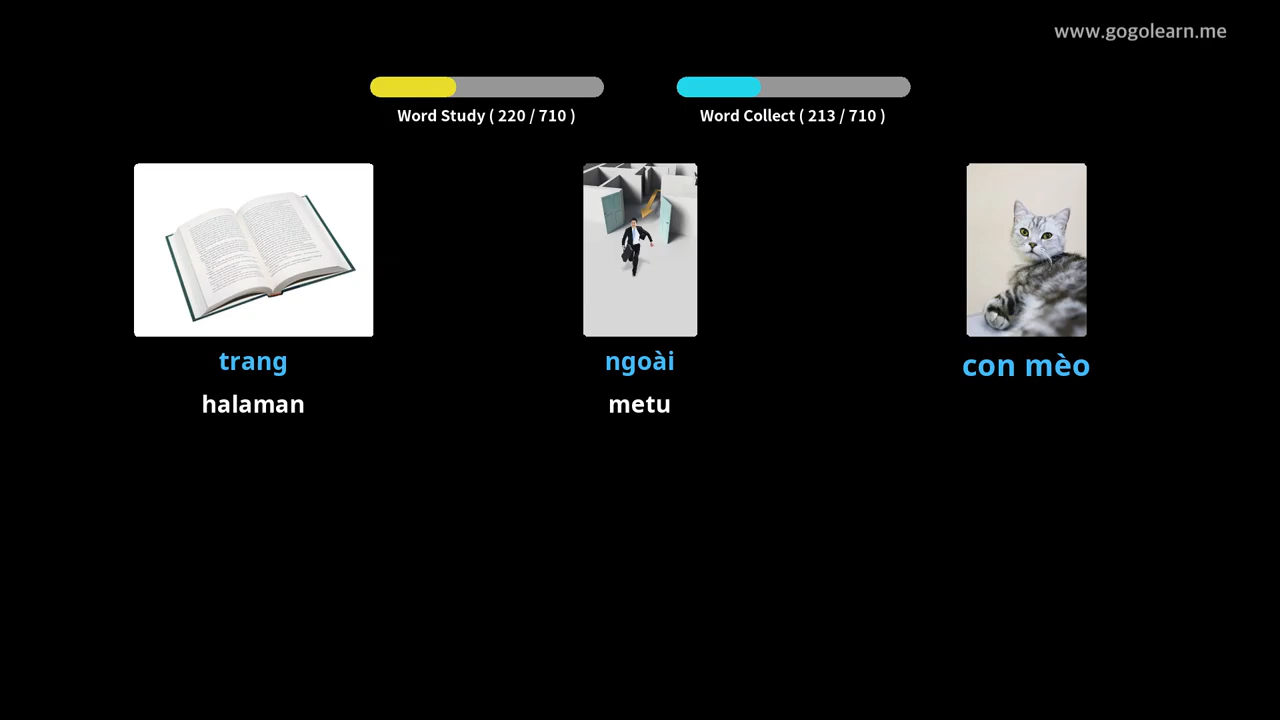 www.gogolearn.me
Word Study ( 220 / 710 )
Word Collect ( 213 / 710 )
trang
ngoài
con mèo
halaman
metu